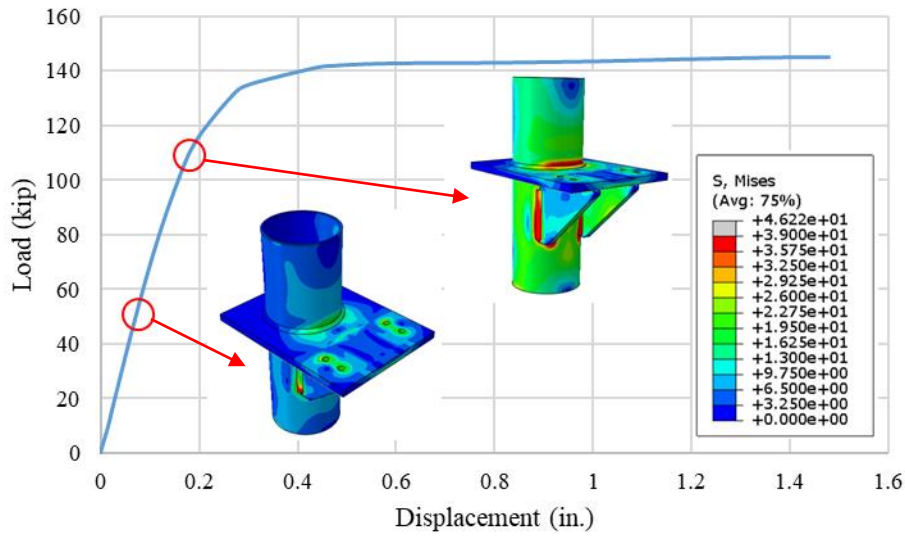 160
140
120
100
80
60
40
20
0
Load (kip)
0
0.2
0.4
0.6
0.8
1
1.2
1.4
1.6
Displacement (in.)
S, Mises
(Avg: 75%)
+4.622e+01
+3.900e+01
+3.575e+01
+3.250e+01
+2.925e+01
+2.600e+01
+2.275e+01
+1.950e+01
+1.625e+01
+1.300e+01
+9.750e+00
+6.500e+00
+3.250e+00
+0.000e+00